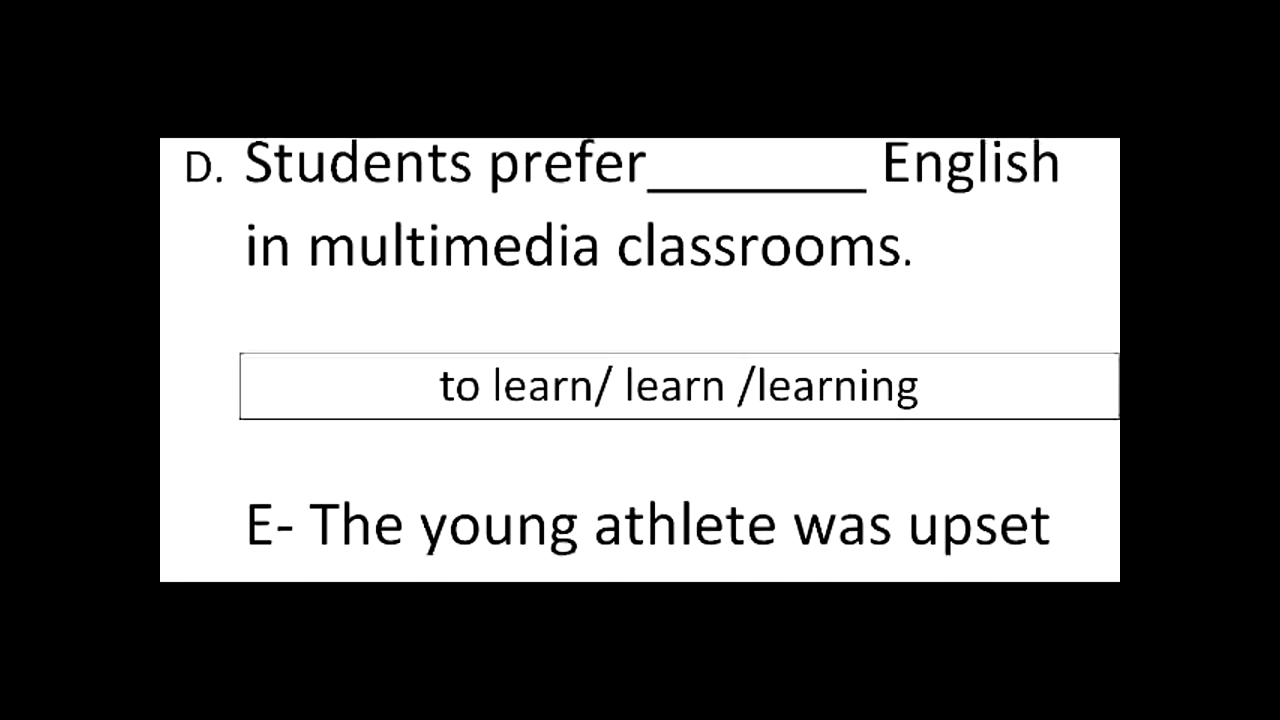 D. Students prefer_______ English
in multimedia classrooms.
to learn/ learn /learning
E- The young athlete was upset